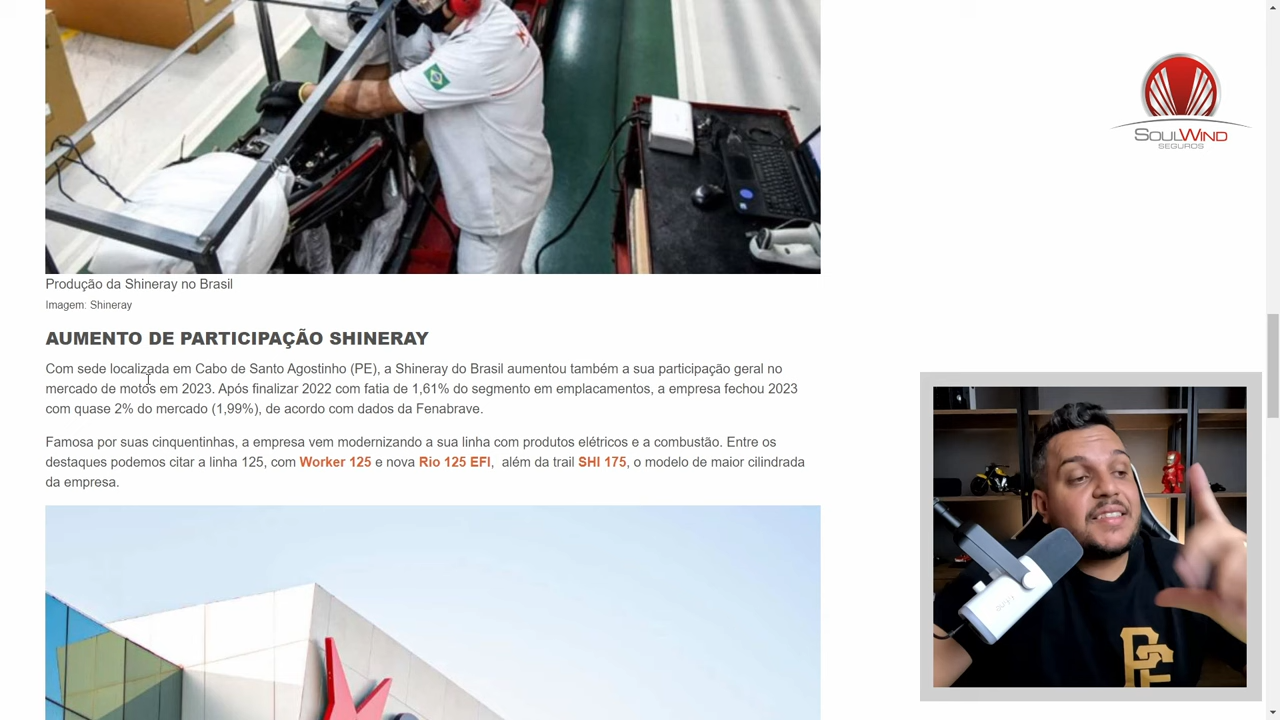 SOULWIND
SEGUROS
Produção da Shineray no Brasil
Imagem: Shineray
AUMENTO DE PARTICIPAÇÃO SHINERAY
Com sede localizada em Cabo de Santo Agostinho (PE), a Shineray do Brasil aumentou também a sua participação geral no
mercado de motos em 2023. Após finalizar 2022 com fatia de 1,61% do segmento em emplacamentos, a empresa fechou 2023
com quase 2% do mercado (1,99%), de acordo com dados da Fenabrave.
Famosa por suas cinquentinhas, a empresa vem modernizando a sua linha com produtos elétricos e a combustão. Entre os
destaques podemos citar a linha 125, com Worker 125 e nova Rio 125 EFI, além da trail SHI 175, o modelo de maior cilindrada
da empresa.